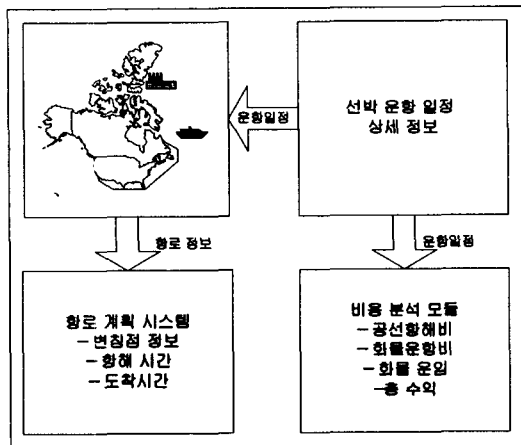 운항일정
선박 운항 일정
상세 정보
항로 정보
운항일정
항로 계획 시스템
－변침점 정보
－항해 시간
－도착시간
비용 분석 모듈
－공선항해비
－화물운항비
－화물 운임
－총 수익